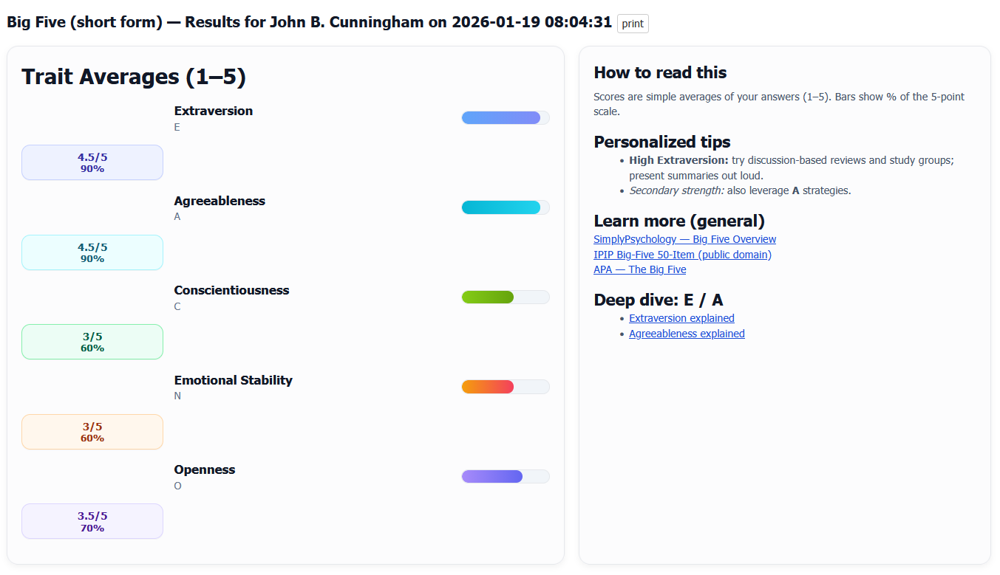 Big Five (short form) — Results for John B. Cunningham on 2026-01-19 08:04:31 print
Trait Averages (1–5)
Extraversion
E
4.5/5
90%
Agreeableness
A
4.5/5
90%
Conscientiousness
C
3/5
60%
Emotional Stability
N
3/5
60%
Openness
O
3.5/5
70%
How to read this
Scores are simple averages of your answers (1–5). Bars show % of the 5-point
scale.
Personalized tips
• High Extraversion: try discussion-based reviews and study groups;
present summaries out loud.
• Secondary strength: also leverage A strategies.
Learn more (general)
SimplyPsychology — Big Five Overview
IPIP Big-Five 50-Item (public domain)
APA — The Big Five
Deep dive: E / A
• Extraversion explained
• Agreeableness explained